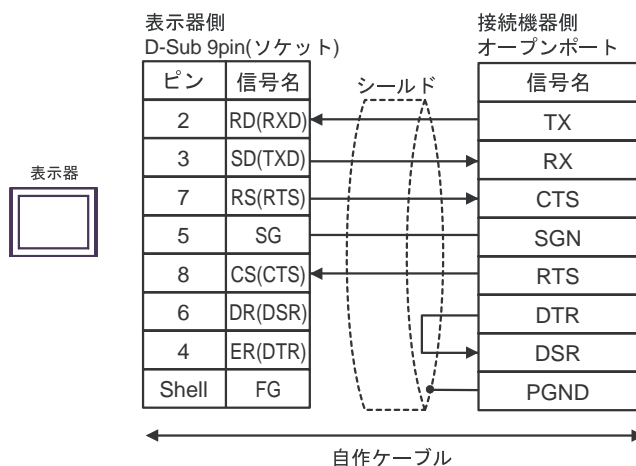 表示器側
D-Sub 9pin(ソケット)
接続機器側
オープンポート
ピン 信号名 シールド 信号名
2 RD(RXD) TX
3 SD(TXD) RX
表示器
7 RS(RTS) CTS
5 SG SGN
8 CS(CTS) RTS
6 DR(DSR) DTR
4 ER(DTR) DSR
Shell FG PGND
自作ケーブル